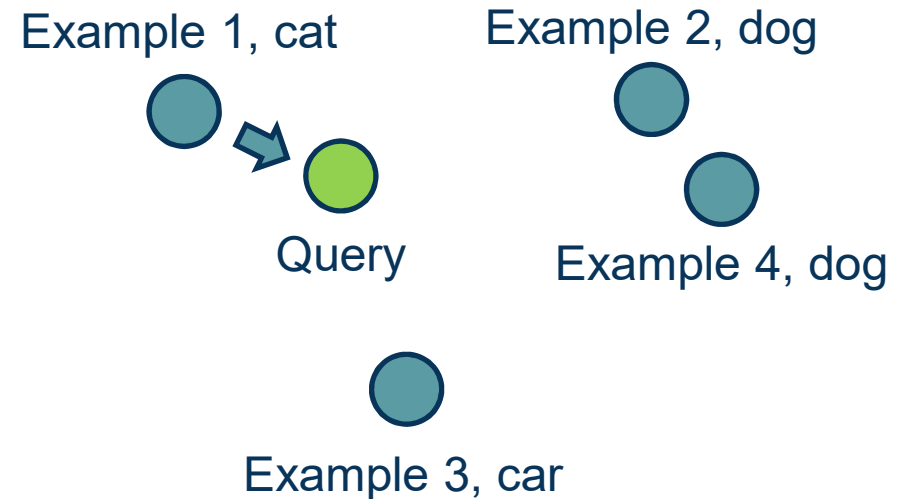 Example 1, cat
Example 2, dog
Query
Example 4, dog
Example 3, car